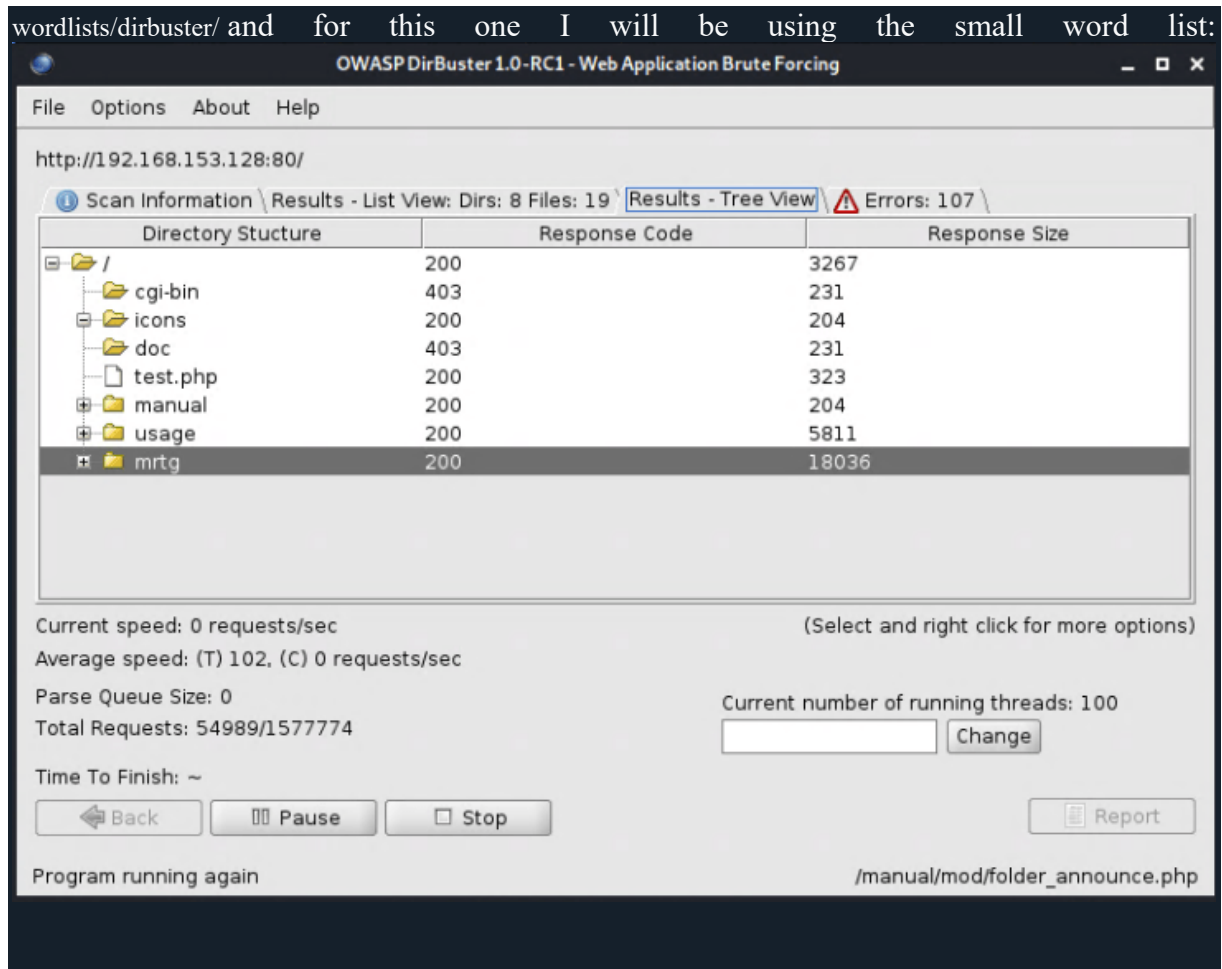 wordlists/dirbuster/ and for this one I will be using the small word list:
OWASP DirBuster 1.0-RC1 - Web Application Brute Forcing
File Options About Help
http://192.168.153.128:80/
Scan Information Results - List View: Dirs: 8 Files: 19 Results - Tree View Errors: 107
Directory Stucture Response Code Response Size
/ 200 3267
cgi-bin 403 231
icons 200 204
doc 403 231
test.php 200 323
manual 200 204
usage 200 5811
mrtg 200 18036
Current speed: 0 requests/sec (Select and right click for more options)
Average speed: (T) 102, (C) 0 requests/sec
Parse Queue Size: 0 Current number of running threads: 100
Total Requests: 54989/1577774 Change
Time To Finish: ~
Back Pause Stop Report
Program running again /manual/mod/folder_announce.php